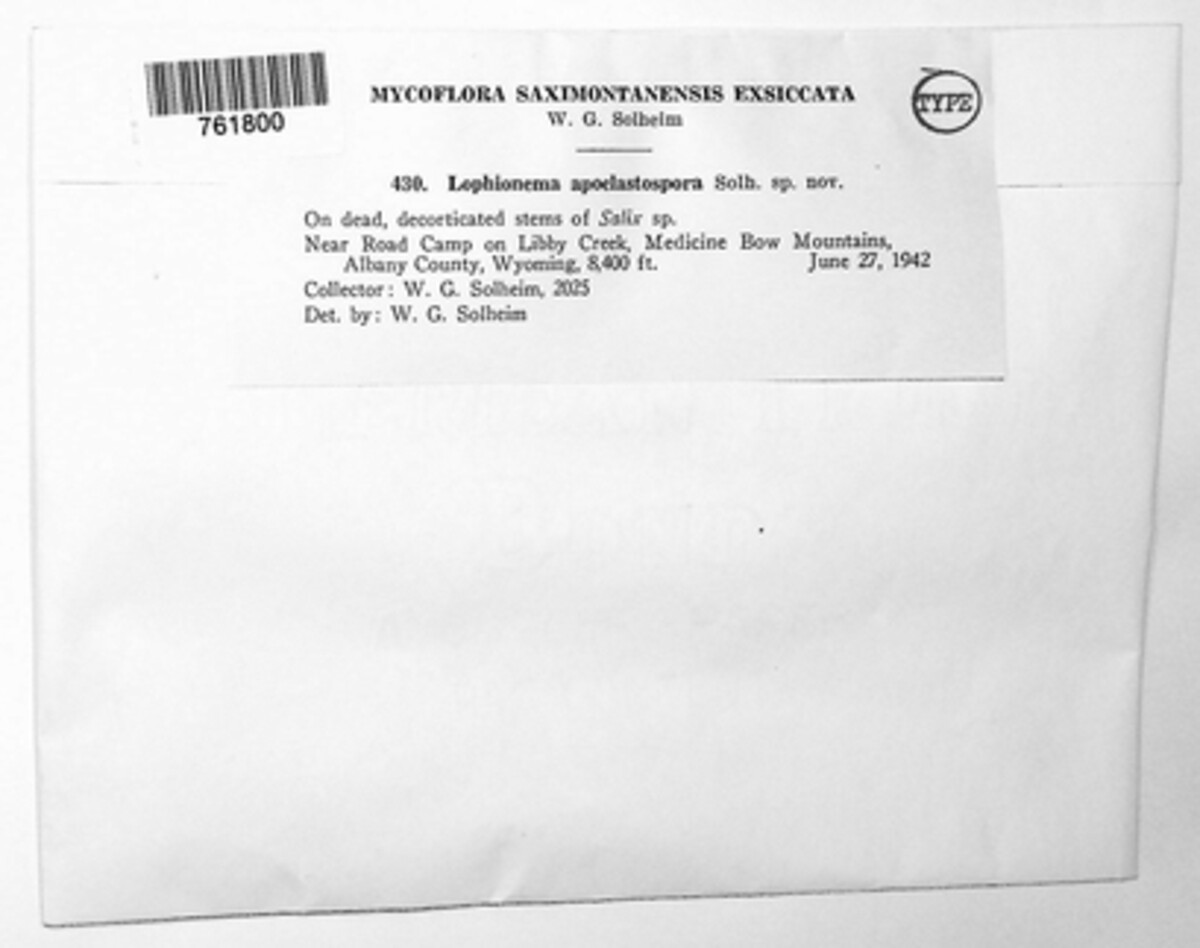 761800
MYCOFLORA SAXIMONTANENSIS EXSICCATA
TYPE
W. G. Solheim
430. Lophionema apoclastospora Solh. sp. nov.
On dead, decorticated stems of Salix sp.
Near Road Camp on Libby Creek, Medicine Bow Mountains,
Albany County, Wyoming, 8,400 ft. June 27, 1942
Collector: W. G. Solheim, 2025
Det. by: W. G. Solheim